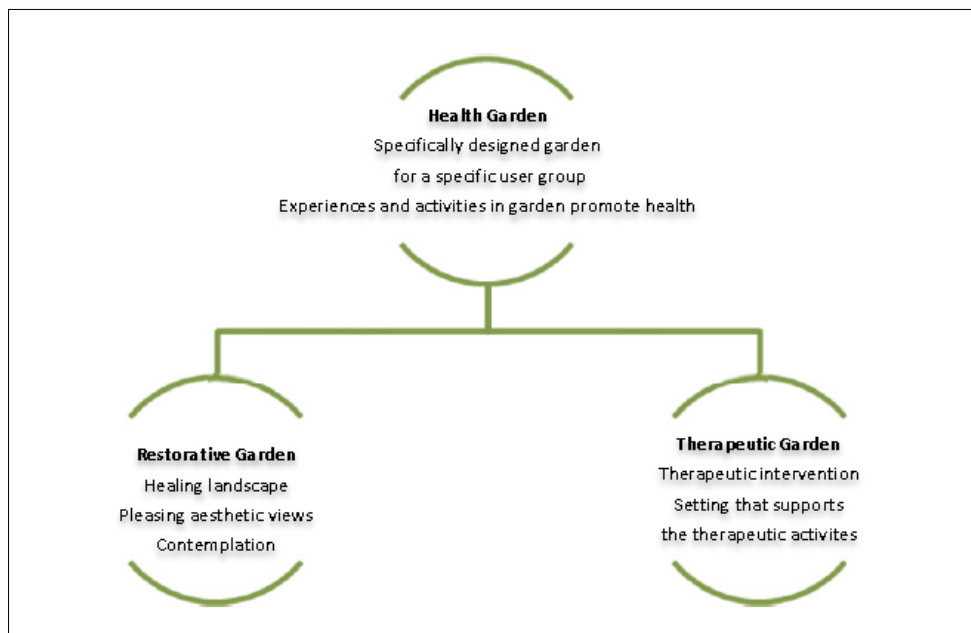 Health Garden
Specifically designed garden
for a specific user group
Experiences and activities in garden promote health
Restorative Garden
Healing landscape
Pleasing aesthetic views
Contemplation
Therapeutic Garden
Therapeutic intervention
Setting that supports
the therapeutic activites